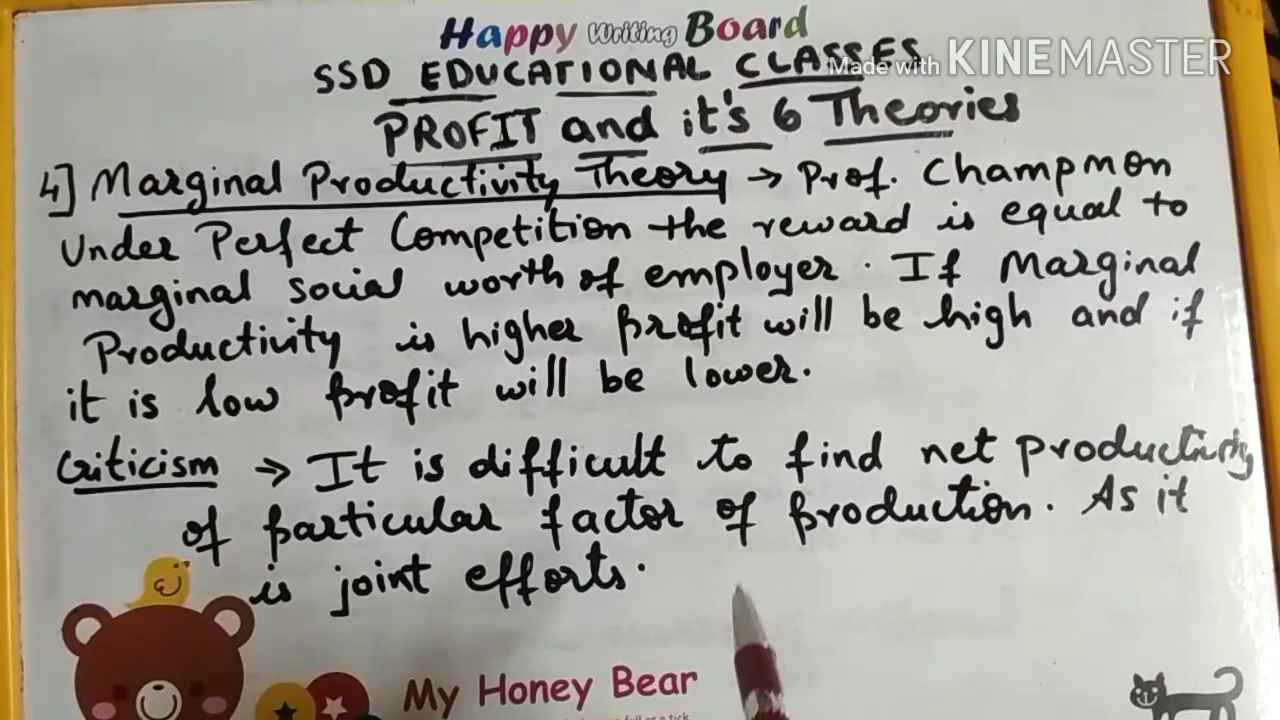 Happy Writing Board
SSD EDUCATIONAL CLASSES
Made with KINEMASTER
PROFIT and it's 6 Theories
4] Marginal Productivity Theory → Prof. Champmon
Under Perfect Competition the reward is equal to
marginal social worth of employer. If Marginal
Productivity is higher profit will be high and if
it is low profit will be lower.
Criticism → It is difficult to find net productivity
of particular factor of production. As it
is joint efforts.
My Honey Bear